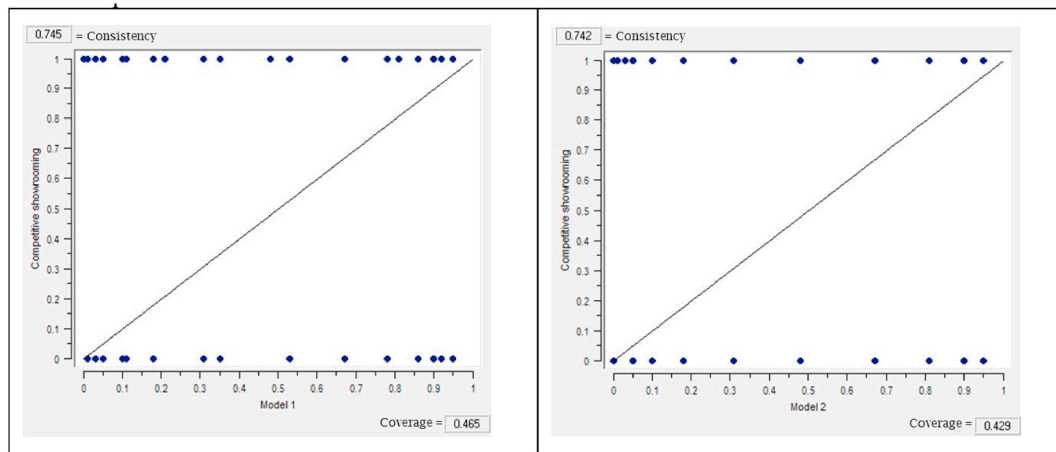 0.745 = Consistency
1
0.9
0.8
0.7
0.6
0.5
0.4
0.3
0.2
0.1
0
Competitive showrooming
0 0.1 0.2 0.3 0.4 0.5 0.6 0.7 0.8 0.9 1
Model 1
Coverage = 0.465
0.742 = Consistency
1
0.9
0.8
0.7
0.6
0.5
0.4
0.3
0.2
0.1
0
Competitive showrooming
0 0.1 0.2 0.3 0.4 0.5 0.6 0.7 0.8 0.9 1
Model 2
Coverage = 0.429